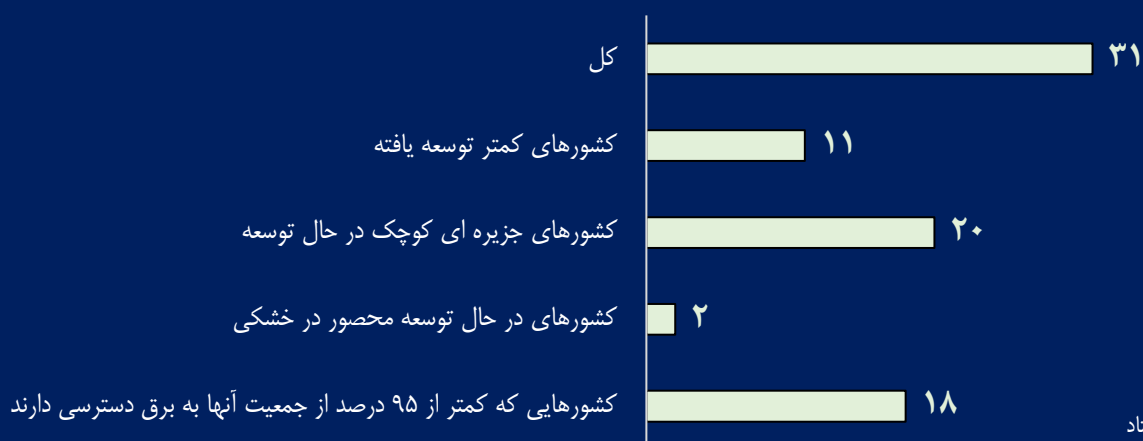 کل ۳۱
کشورهای کمتر توسعه یافته ۱۱
کشورهای جزیره ای کوچک در حال توسعه ۲۰
کشورهای در حال توسعه محصور در خشکی ۲
کشورهایی که کمتر از ۹۵ درصد از جمعیت آنها به برق دسترسی دارند ۱۸